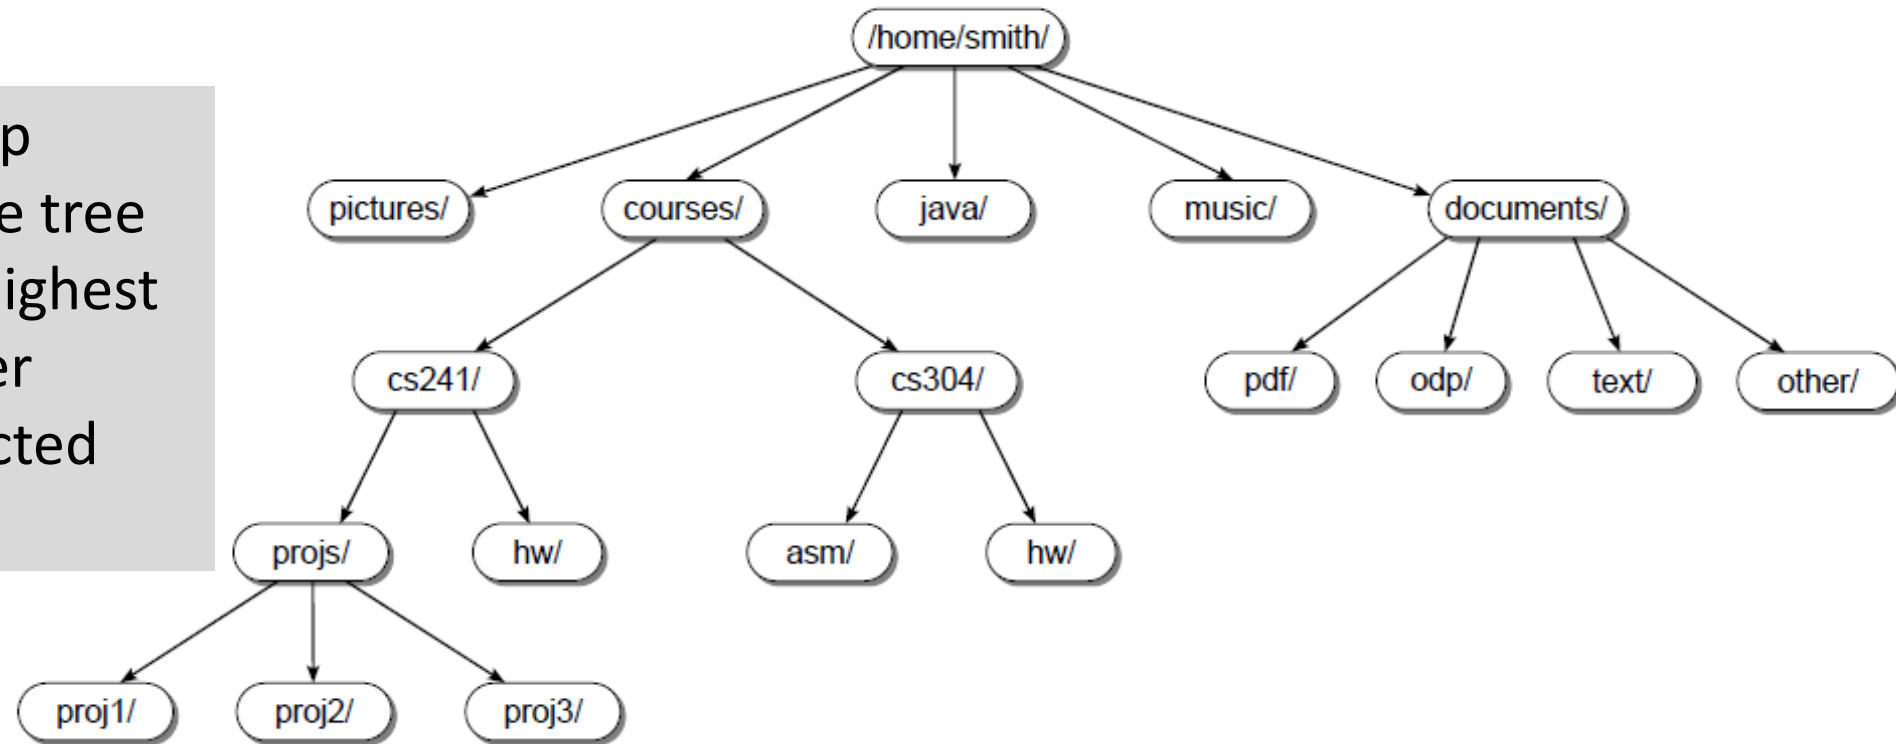 /home/smith/
p
e tree
ighest
er
cted
pictures/ courses/ java/ music/ documents/
cs241/ cs304/ pdf/ odp/ text/ other/
projs/ hw/ asm/ hw/
proj1/ proj2/ proj3/